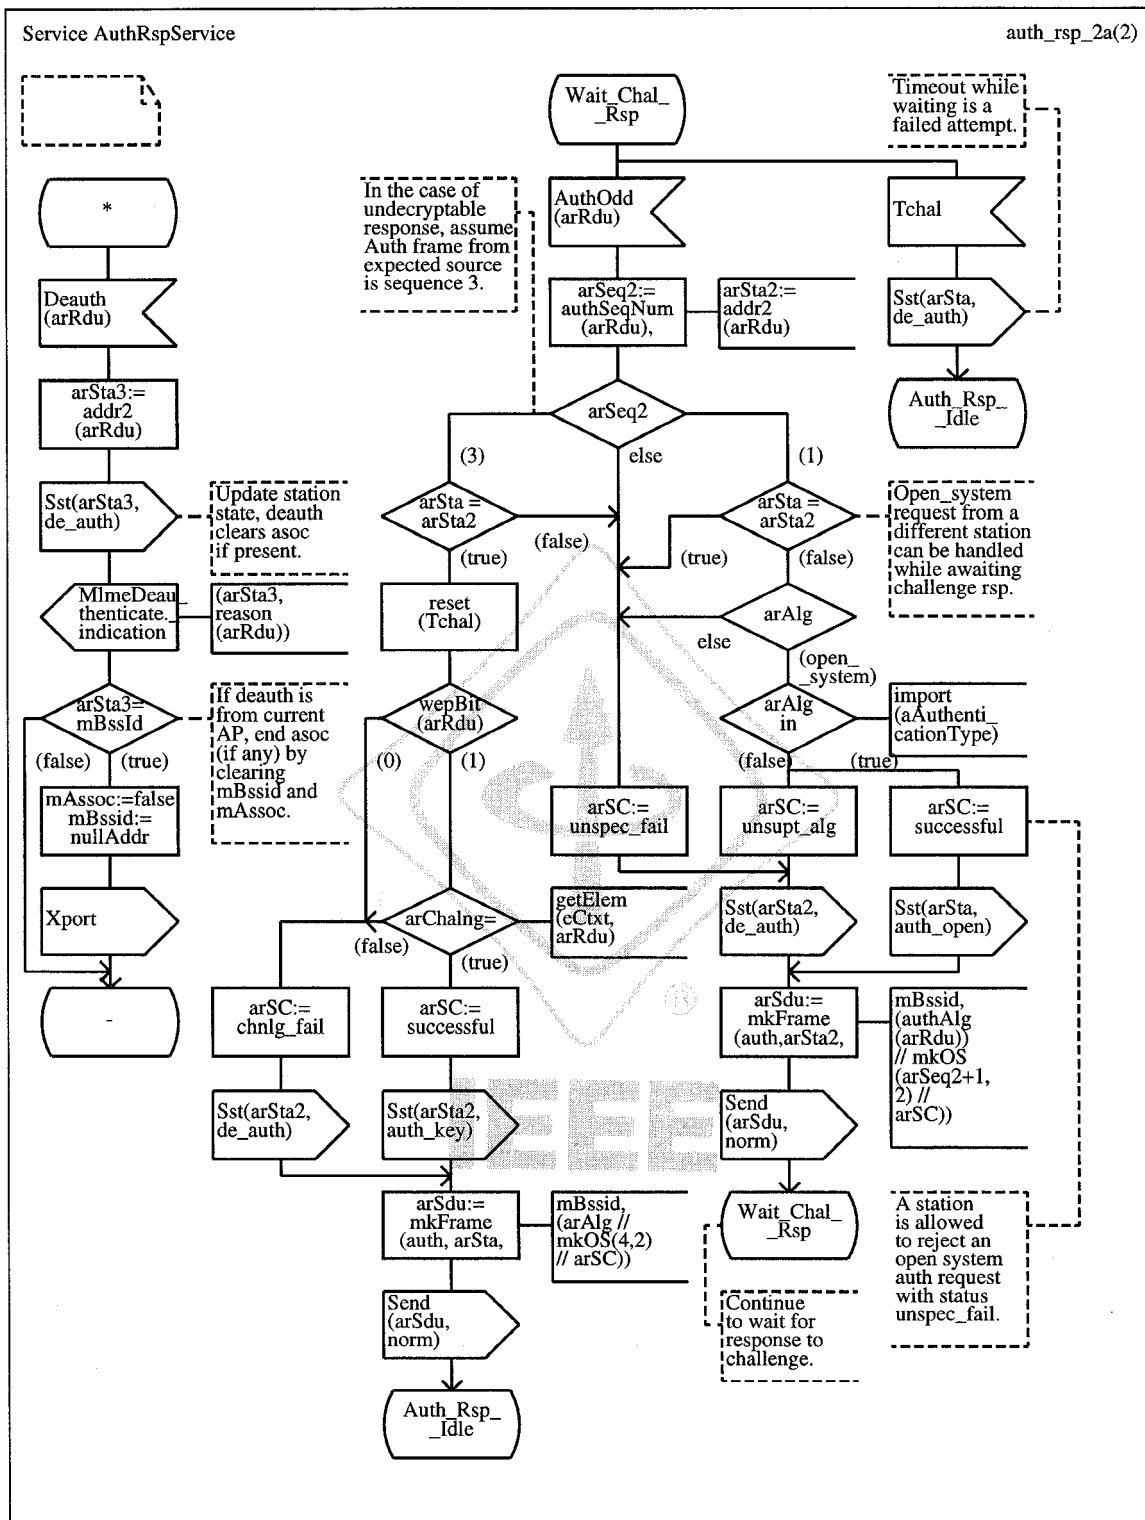 Service AuthRspService
auth_rsp_2a(2)
*
Deauth
(arRdu)
arSta3:=
addr2
(arRdu)
Sst(arSta3,
de_auth)
Update station
state, deauth
clears asoc
if present.
MlmeDeau_
thenticate._
indication
(arSta3,
reason
(arRdu))
arSta3=
mBssId
(false)
(true)
If deauth is
from current
AP, end asoc
(if any) by
clearing
mBssid and
mAssoc.
mAssoc:=false
mBssid:=
nullAddr
Xport
-
Wait_Chal_
_Rsp
In the case of
undecryptable
response, assume
Auth frame from
expected source
is sequence 3.
AuthOdd
(arRdu)
arSeq2:=
authSeqNum
(arRdu),
arSta2:=
addr2
(arRdu)
Timeout while
waiting is a
failed attempt.
Tchal
Sst(arSta,
de_auth)
Auth_Rsp_
_Idle
arSeq2
(3)
else
(1)
arSta =
arSta2
(false)
(true)
reset
(Tchal)
wepBit
(arRdu)
(0)
(1)
arChalng=
getElem
(eCtxt,
arRdu)
(false)
(true)
arSC:=
chnlg_fail
arSC:=
successful
Sst(arSta2,
de_auth)
Sst(arSta2,
auth_key)
arSdu:=
mkFrame
(auth, arSta,
mBssid,
(arAlg //
mkOS(4,2)
// arSC))
Send
(arSdu,
norm)
Auth_Rsp_
_Idle
arSta =
arSta2
(true)
(false)
Open_system
request from a
different station
can be handled
while awaiting
challenge rsp.
arAlg
else
(open_
_system)
arAlg
in
import
(aAuthenti_
cationType)
(false)
(true)
arSC:=
unspec_fail
arSC:=
unsupt_alg
arSC:=
successful
Sst(arSta2,
de_auth)
Sst(arSta,
auth_open)
arSdu:=
mkFrame
(auth,arSta2,
mBssid,
(authAlg
(arRdu))
// mkOS
(arSeq2+1,
2) //
arSC))
Send
(arSdu,
norm)
Wait_Chal_
_Rsp
Continue
to wait for
response to
challenge.
A station
is allowed
to reject an
open system
auth request
with status
unspec_fail.
IEEE